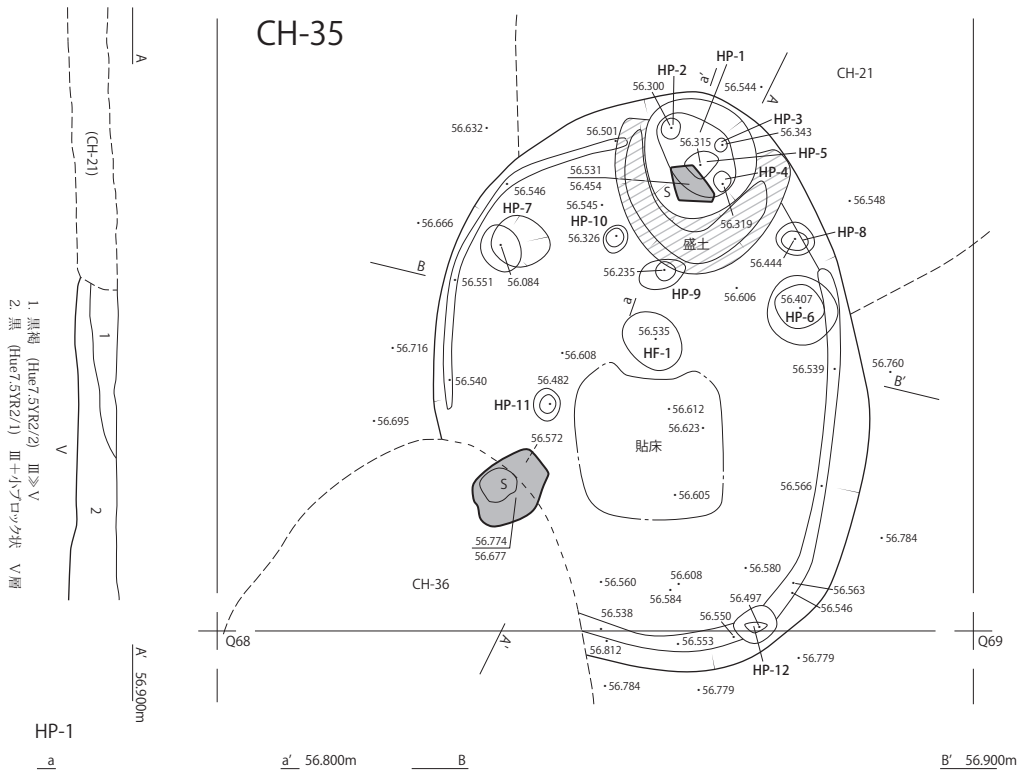 CH-35
A
(CH-21)
1
2
V
1. 黒褐 (Hue7.5YR2/2) Ⅲ≫Ⅴ
2. 黒 (Hue7.5YR2/1) Ⅲ+小ブロック状 Ⅴ層
A' 56.900m
HP-1
HP-2
a'
56.300
56.544
A
CH-21
56.632
56.501
HP-3
56.343
56.315
HP-5
HP-4
56.531
56.454
S
56.546
56.545
56.548
HP-7
HP-10
56.319
56.666
56.326
盛土
HP-8
56.444
B
56.551
56.084
56.235
HP-9
56.606
56.407
HP-6
a
56.535
HF-1
56.716
56.608
56.539
56.760
B'
56.540
56.482
HP-11
56.612
56.623
56.695
56.572
貼床
S
56.605
56.566
56.774
56.677
56.784
CH-36
56.560
56.608
56.584
56.580
56.563
56.546
56.497
56.538
56.550
Q68
A'
56.812
56.553
Q69
HP-12
56.779
56.784
56.779
HP-1
a
a' 56.800m
B
B' 56.900m